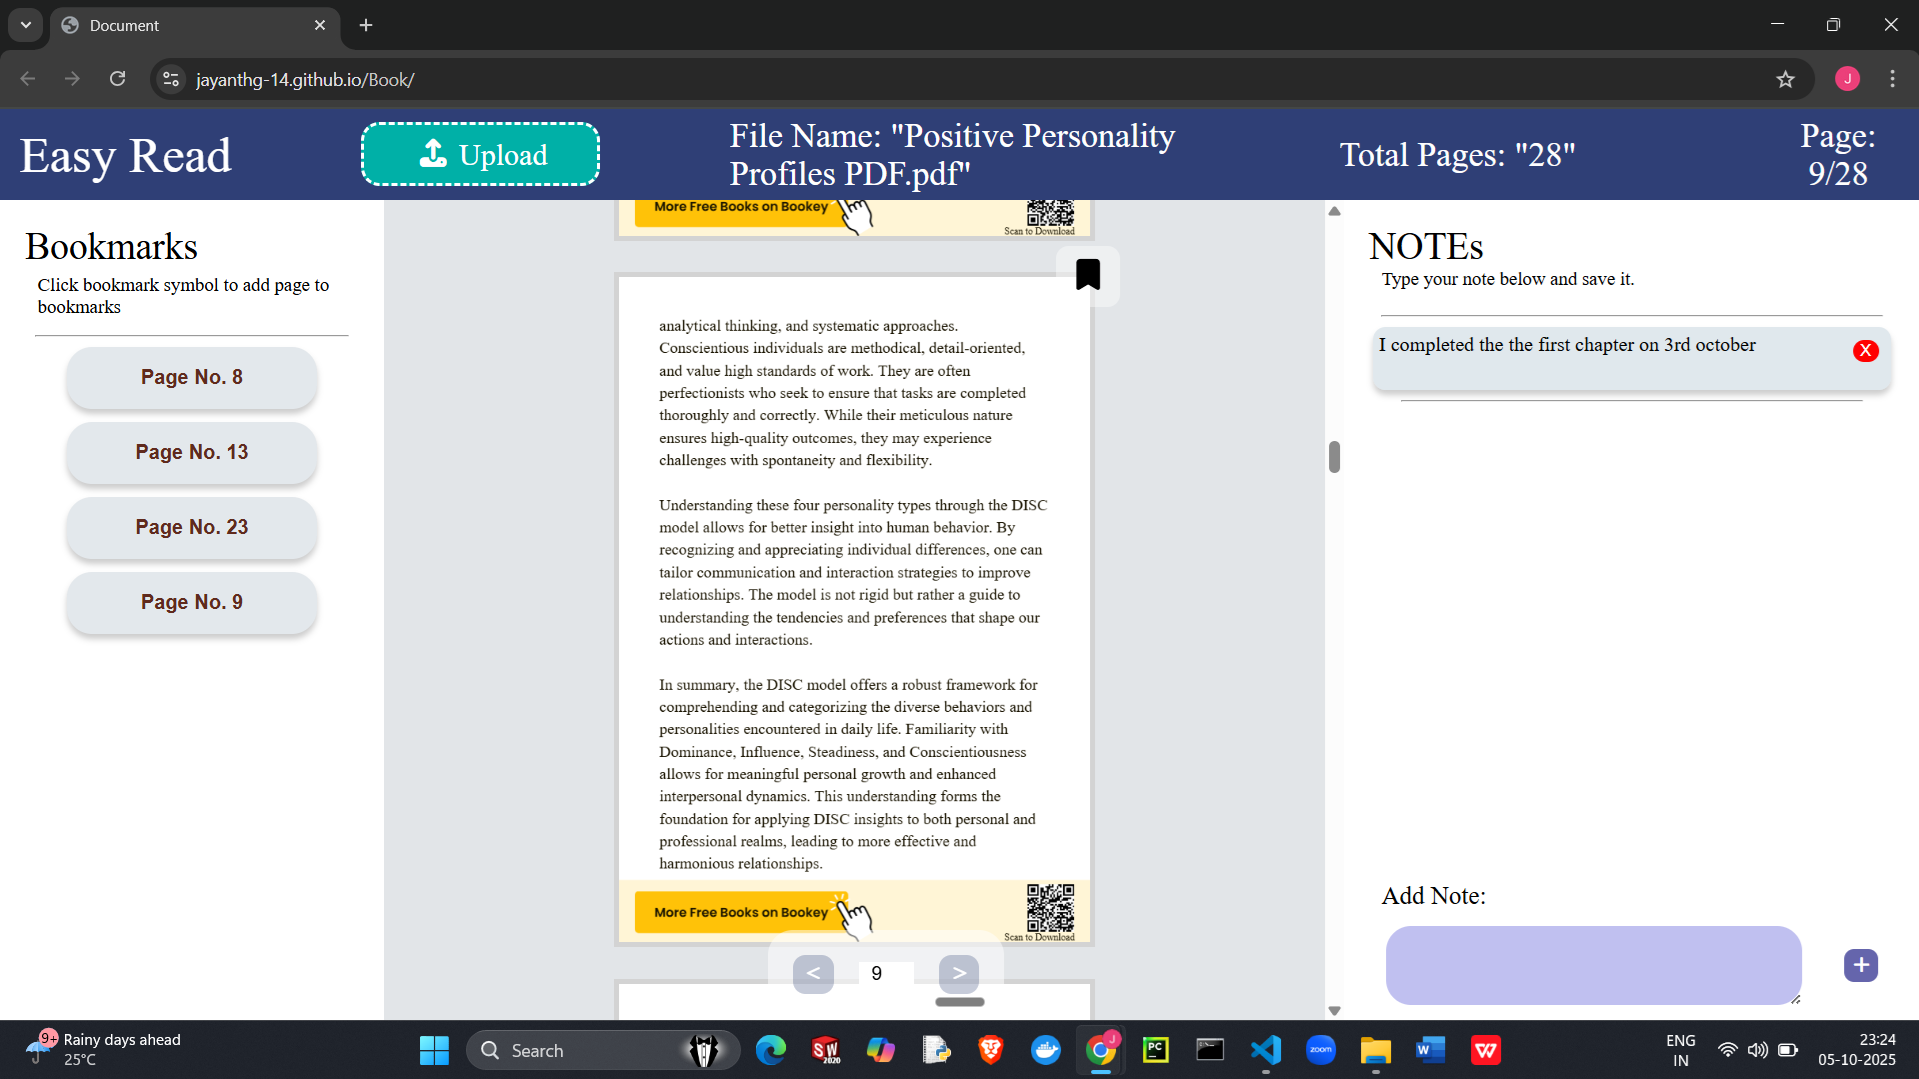 Document
jayanthg-14.github.io/Book/
J
Easy Read
Upload
File Name: "Positive Personality
Profiles PDF.pdf"
Total Pages: "28"
Page:
9/28
Bookmarks
Click bookmark symbol to add page to
bookmarks
Page No. 8
Page No. 13
Page No. 23
Page No. 9
More Free Books on Bookey
Scan to Download
analytical thinking, and systematic approaches.
Conscientious individuals are methodical, detail-oriented,
and value high standards of work. They are often
perfectionists who seek to ensure that tasks are completed
thoroughly and correctly. While their meticulous nature
ensures high-quality outcomes, they may experience
challenges with spontaneity and flexibility.
Understanding these four personality types through the DISC
model allows for better insight into human behavior. By
recognizing and appreciating individual differences, one can
tailor communication and interaction strategies to improve
relationships. The model is not rigid but rather a guide to
understanding the tendencies and preferences that shape our
actions and interactions.
In summary, the DISC model offers a robust framework for
comprehending and categorizing the diverse behaviors and
personalities encountered in daily life. Familiarity with
Dominance, Influence, Steadiness, and Conscientiousness
allows for meaningful personal growth and enhanced
interpersonal dynamics. This understanding forms the
foundation for applying DISC insights to both personal and
professional realms, leading to more effective and
harmonious relationships.
More Free Books on Bookey
Scan to Download
< 9 >
NOTEs
Type your note below and save it.
I completed the the first chapter on 3rd october
X
Add Note:
+
9+
Rainy days ahead
25°C
Search
SW
2020
J
PC
zoom
W
W
ENG
IN
23:24
05-10-2025